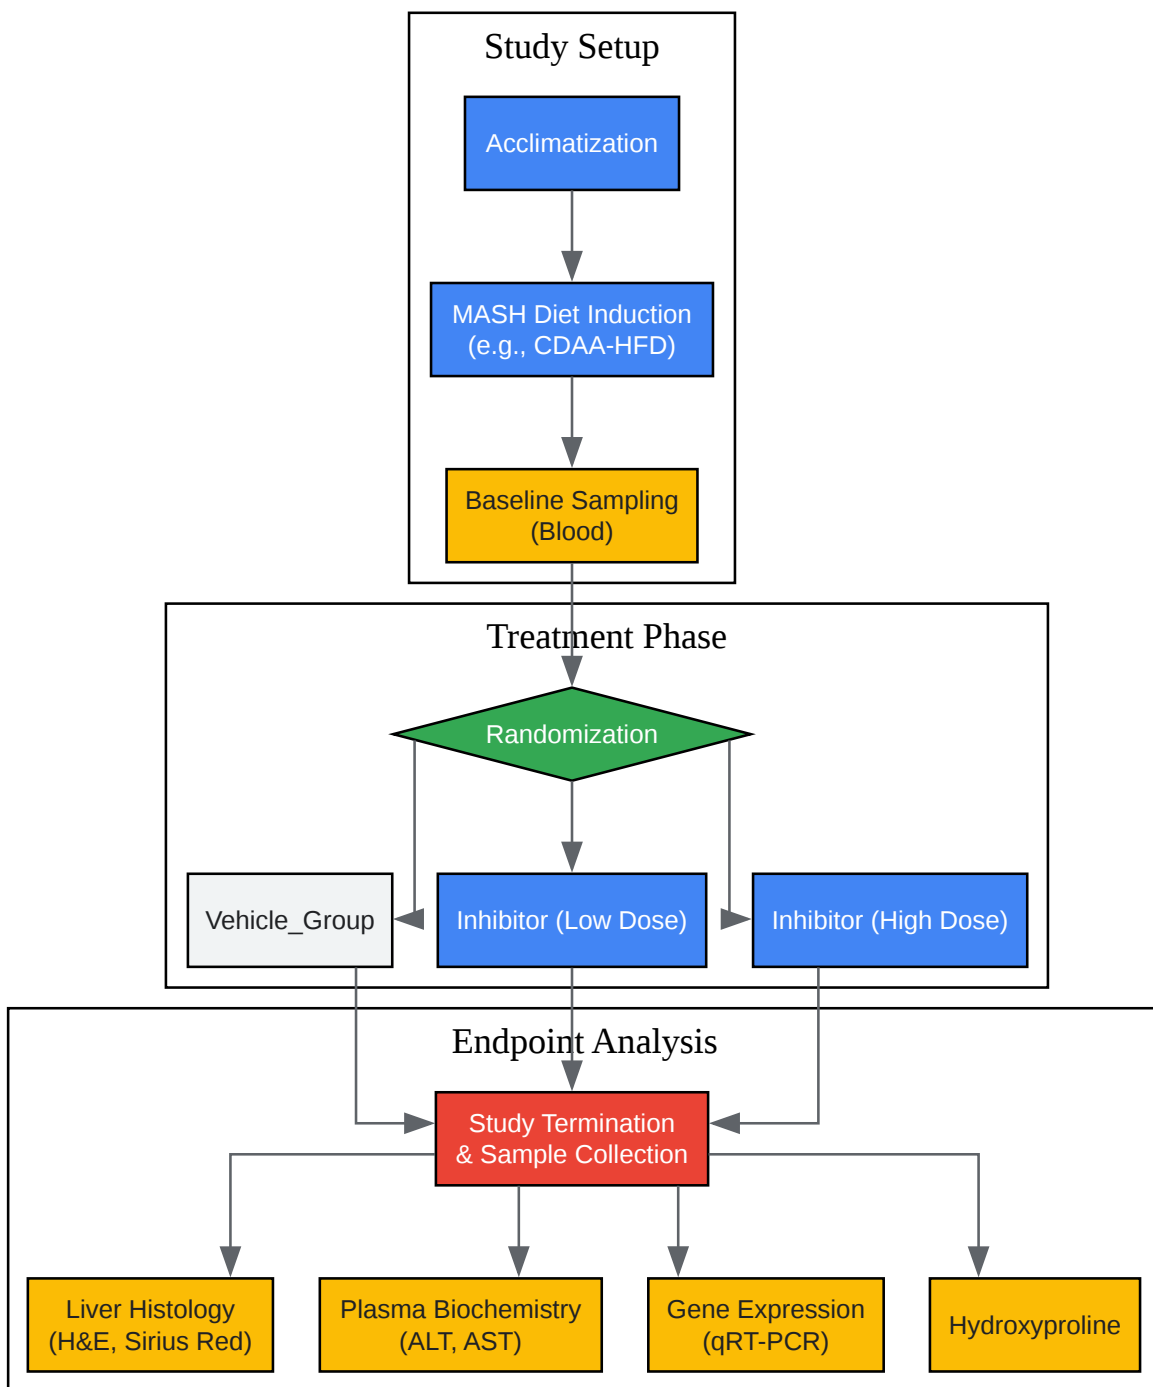 Study Setup
Acclimatization
MASH Diet Induction
(e.g., CDAA-HFD)
Baseline Sampling
(Blood)
Treatment Phase
Randomization
Vehicle_Group
Inhibitor (Low Dose)
Inhibitor (High Dose)
Endpoint Analysis
Study Termination
& Sample Collection
Liver Histology
(H&E, Sirius Red)
Plasma Biochemistry
(ALT, AST)
Gene Expression
(qRT-PCR)
Hydroxyproline